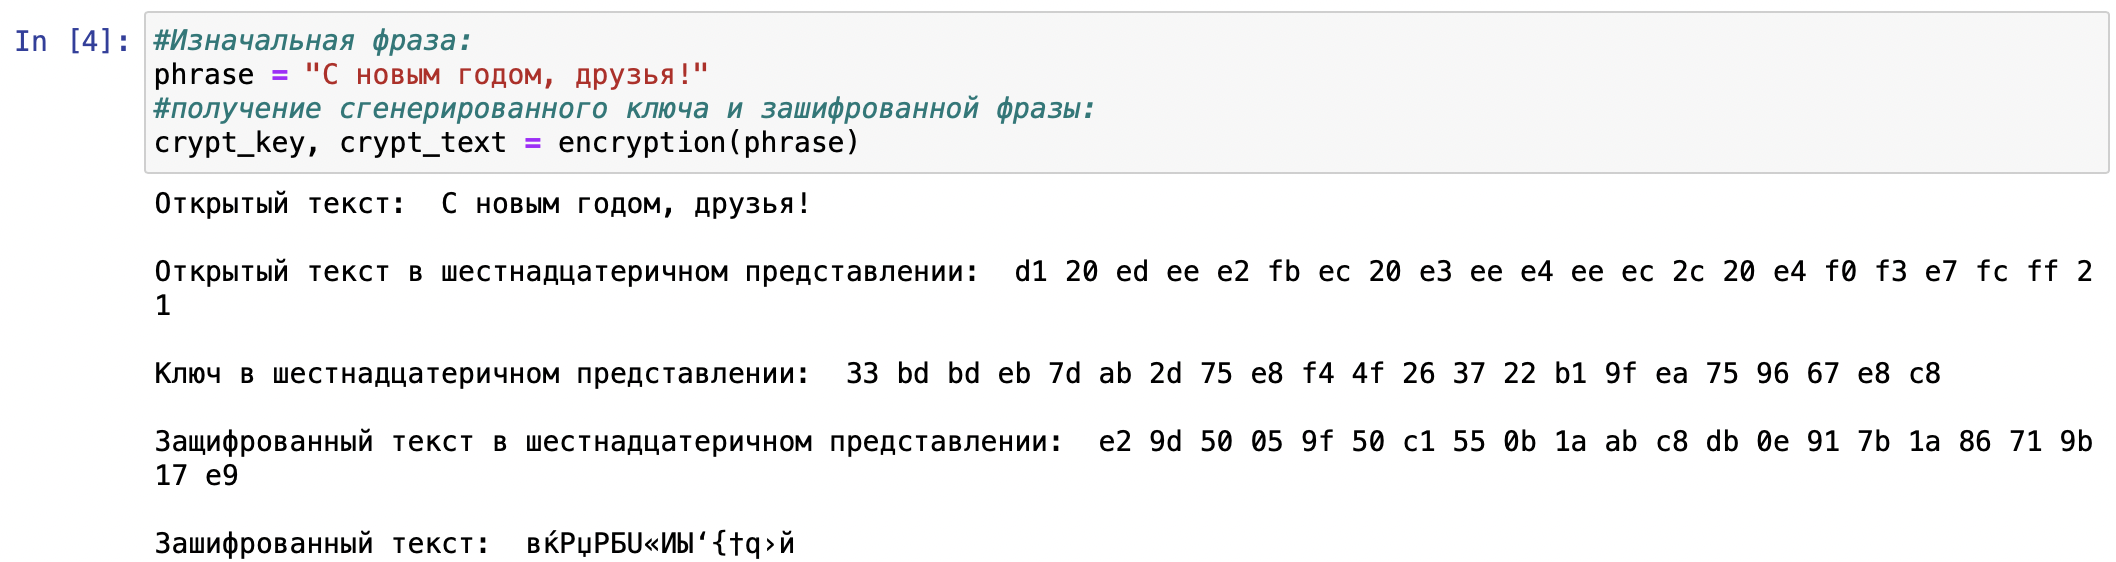 In [4]: #Изначальная фраза:
phrase = "С новым годом, друзья!"
#получение сгенерированного ключа и зашифрованной фразы:
crypt_key, crypt_text = encryption(phrase)
Открытый текст:  С новым годом, друзья!
Открытый текст в шестнадцатеричном представлении:  d1 20 ed ee e2 fb ec 20 e3 ee e4 ee ec 2c 20 e4 f0 f3 e7 fc ff 2
1
Ключ в шестнадцатеричном представлении:  33 bd bd eb 7d ab 2d 75 e8 f4 4f 26 37 22 b1 9f ea 75 96 67 e8 c8
Защифрованный текст в шестнадцатеричном представлении:  e2 9d 50 05 9f 50 c1 55 0b 1a ab c8 db 0e 91 7b 1a 86 71 9b
17 e9
Зашифрованный текст:  вќPџPБU«ИЫ‘{†q›й